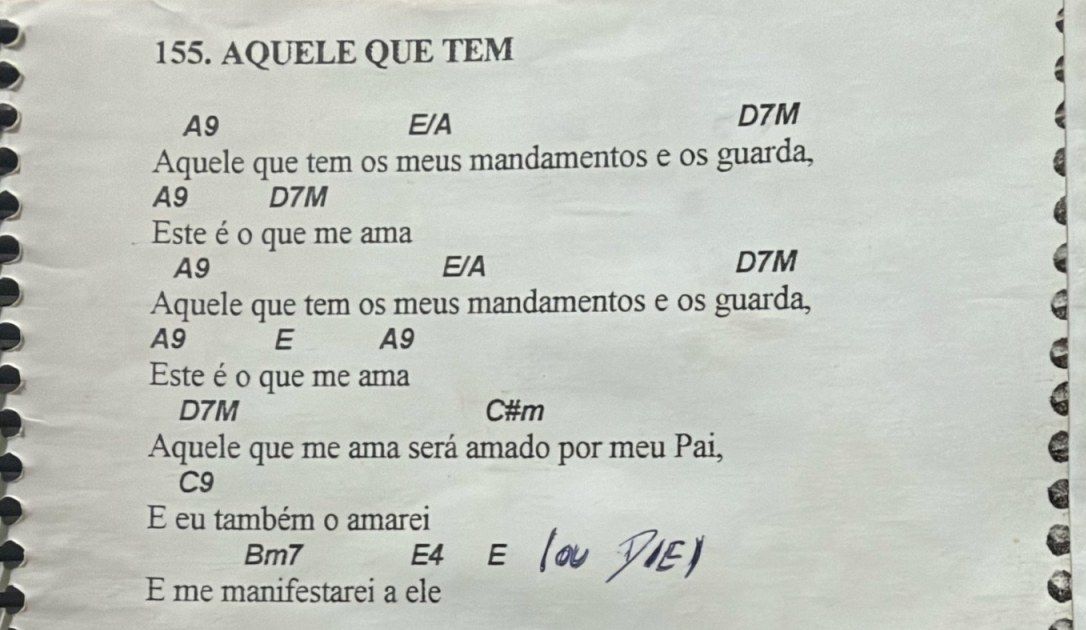 155. AQUELE QUE TEM
A9 E/A D7M
Aquele que tem os meus mandamentos e os guarda,
A9 D7M
Este é o que me ama
A9 E/A D7M
Aquele que tem os meus mandamentos e os guarda,
A9 E A9
Este é o que me ama
D7M C#m
Aquele que me ama será amado por meu Pai,
C9
E eu também o amarei
Bm7 E4 E (ou D/E)
E me manifestarei a ele